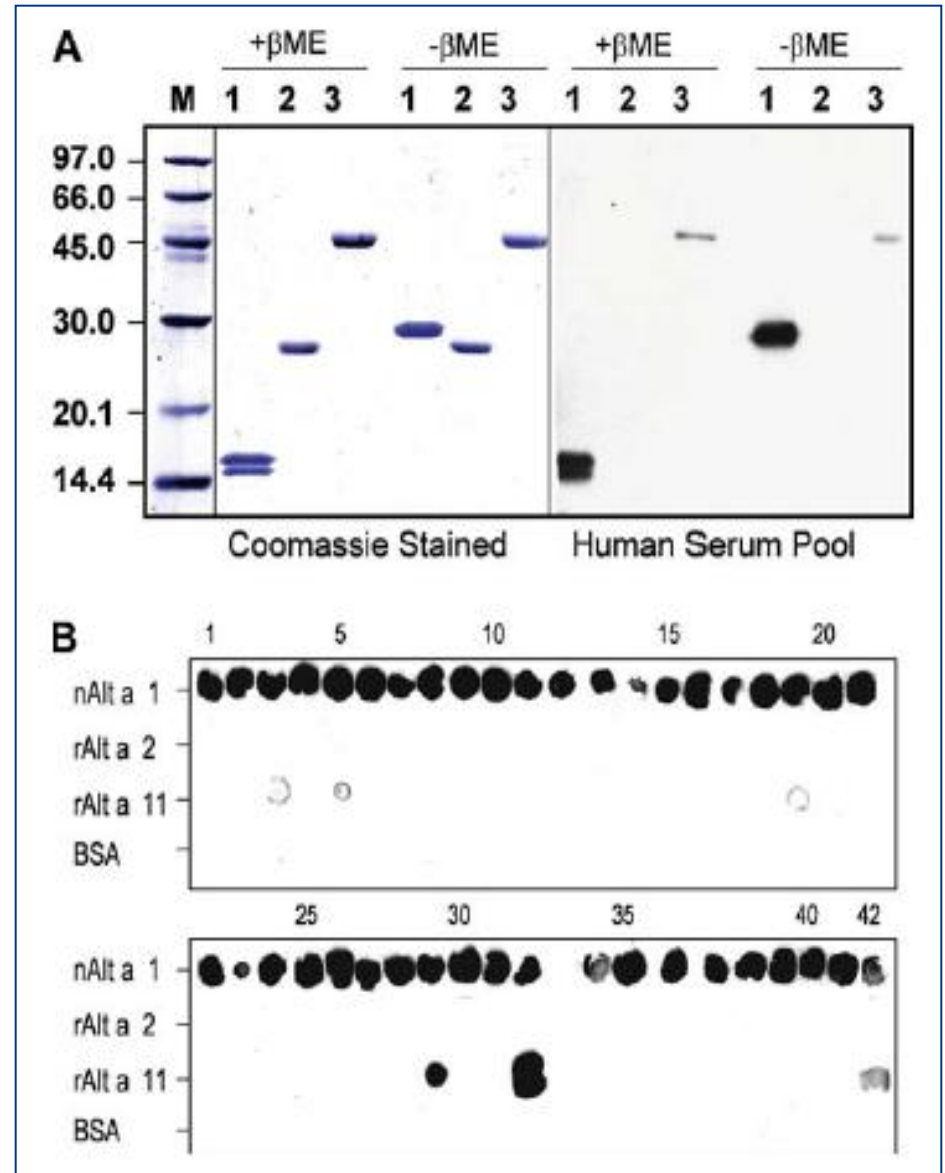 A +βME -βME +βME -βME
M 1 2 3 1 2 3 1 2 3 1 2 3
97.0
66.0
45.0
30.0
20.1
14.4
Coomassie Stained Human Serum Pool
B 1 5 10 15 20
nAlt a 1
rAlt a 2
rAlt a 11
BSA
25 30 35 40 42
nAlt a 1
rAlt a 2
rAlt a 11
BSA